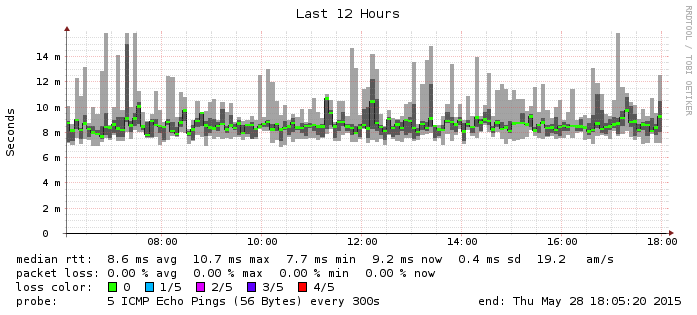 Last 12 Hours
RRDTOOL / TOBI OETIKER
Seconds
14 m
12 m
10 m
8 m
6 m
4 m
2 m
0
08:00 10:00 12:00 14:00 16:00 18:00
median rtt: 8.6 ms avg 10.7 ms max 7.7 ms min 9.2 ms now 0.4 ms sd 19.2 am/s
packet loss: 0.00 % avg 0.00 % max 0.00 % min 0.00 % now
loss color: 0 1/5 2/5 3/5 4/5
probe: 5 ICMP Echo Pings (56 Bytes) every 300s end: Thu May 28 18:05:20 2015